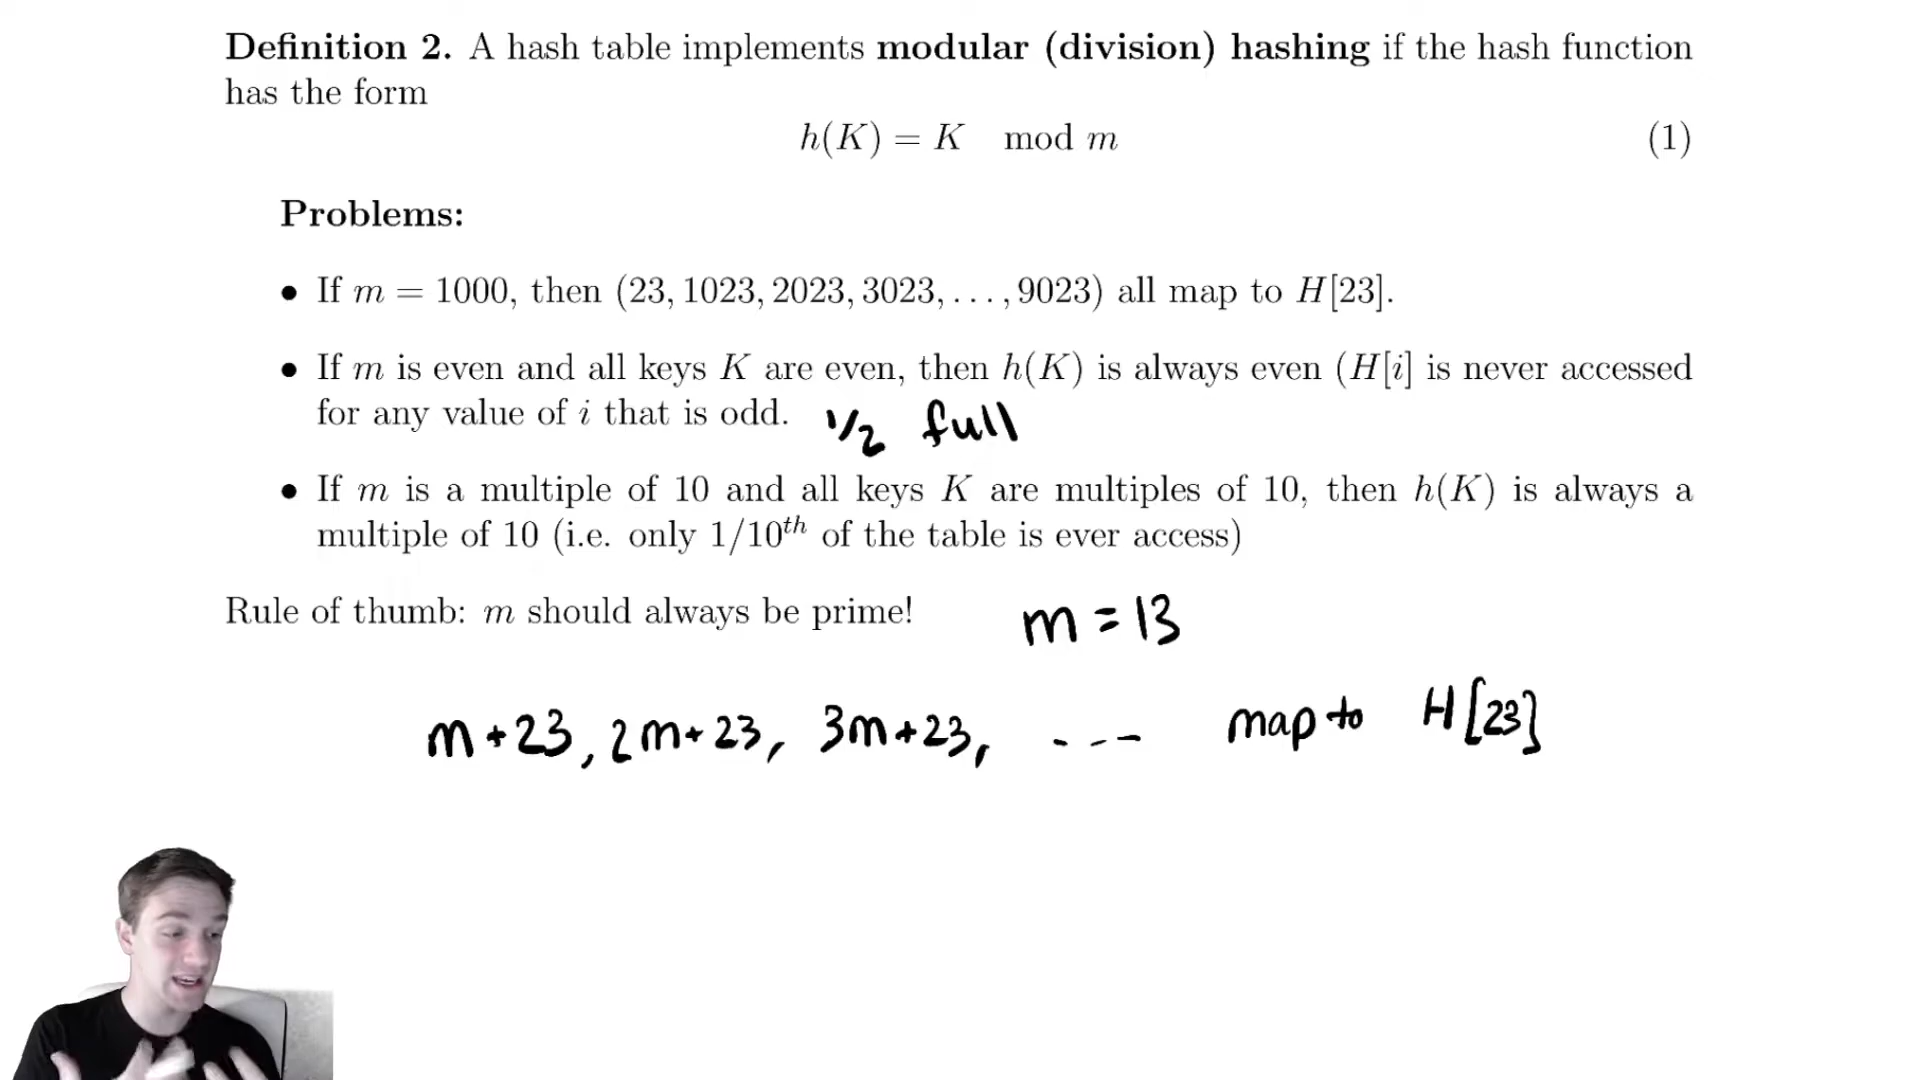 Definition 2. A hash table implements modular (division) hashing if the hash function
has the form
h(K) = K mod m (1)
Problems:
• If m = 1000, then (23, 1023, 2023, 3023, . . . , 9023) all map to H[23].
• If m is even and all keys K are even, then h(K) is always even (H[i] is never accessed
for any value of i that is odd. 1/2 full
• If m is a multiple of 10 and all keys K are multiples of 10, then h(K) is always a
multiple of 10 (i.e. only 1/10th of the table is ever access)
Rule of thumb: m should always be prime! m = 13
m + 23, 2m + 23, 3m + 23, - - - map to H[23]